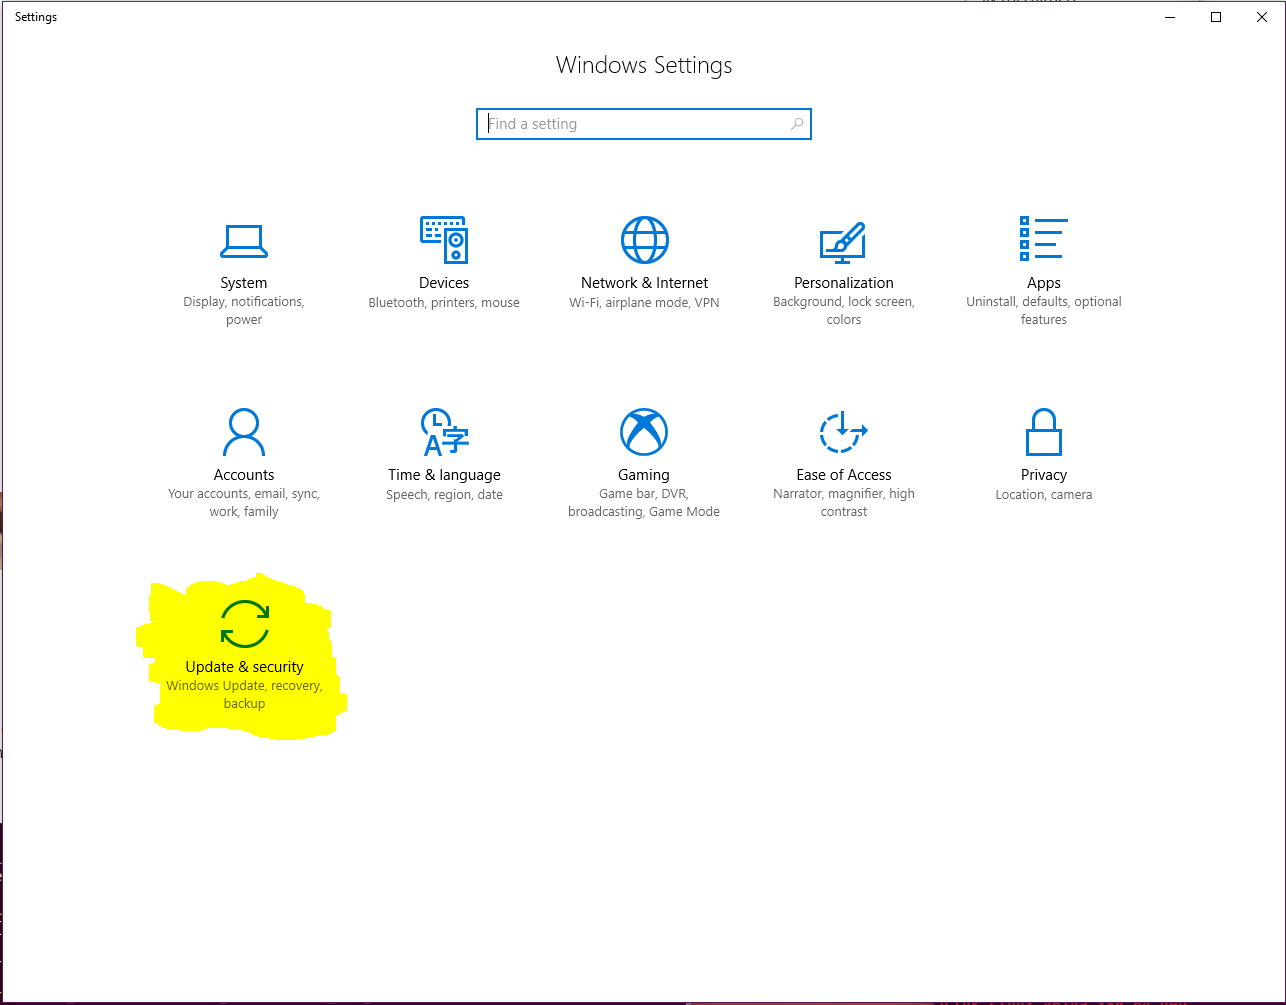 Settings
Windows Settings
Find a setting
System
Display, notifications,
power
Devices
Bluetooth, printers, mouse
Network & Internet
Wi-Fi, airplane mode, VPN
Personalization
Background, lock screen,
colors
Apps
Uninstall, defaults, optional
features
Accounts
Your accounts, email, sync,
work, family
Time & language
Speech, region, date
Gaming
Game bar, DVR,
broadcasting, Game Mode
Ease of Access
Narrator, magnifier, high
contrast
Privacy
Location, camera
Update & security
Windows Update, recovery,
backup